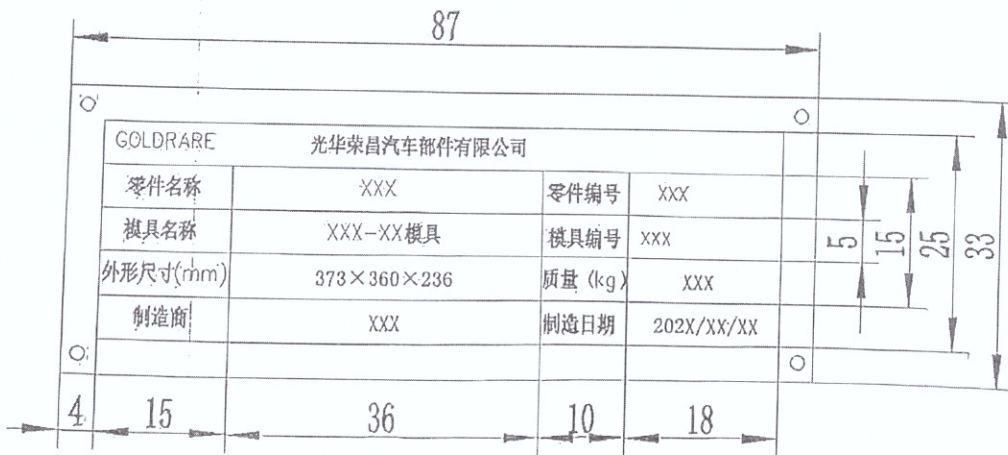 87
GOLDRARE 光华荣昌汽车部件有限公司
零件名称 XXX 零件编号 XXX
模具名称 XXX-XX模具 模具编号 XXX
外形尺寸(mm) 373×360×236 质量(kg) XXX
制造商 XXX 制造日期 202X/XX/XX
5 15 25 33
4 15 36 10 18